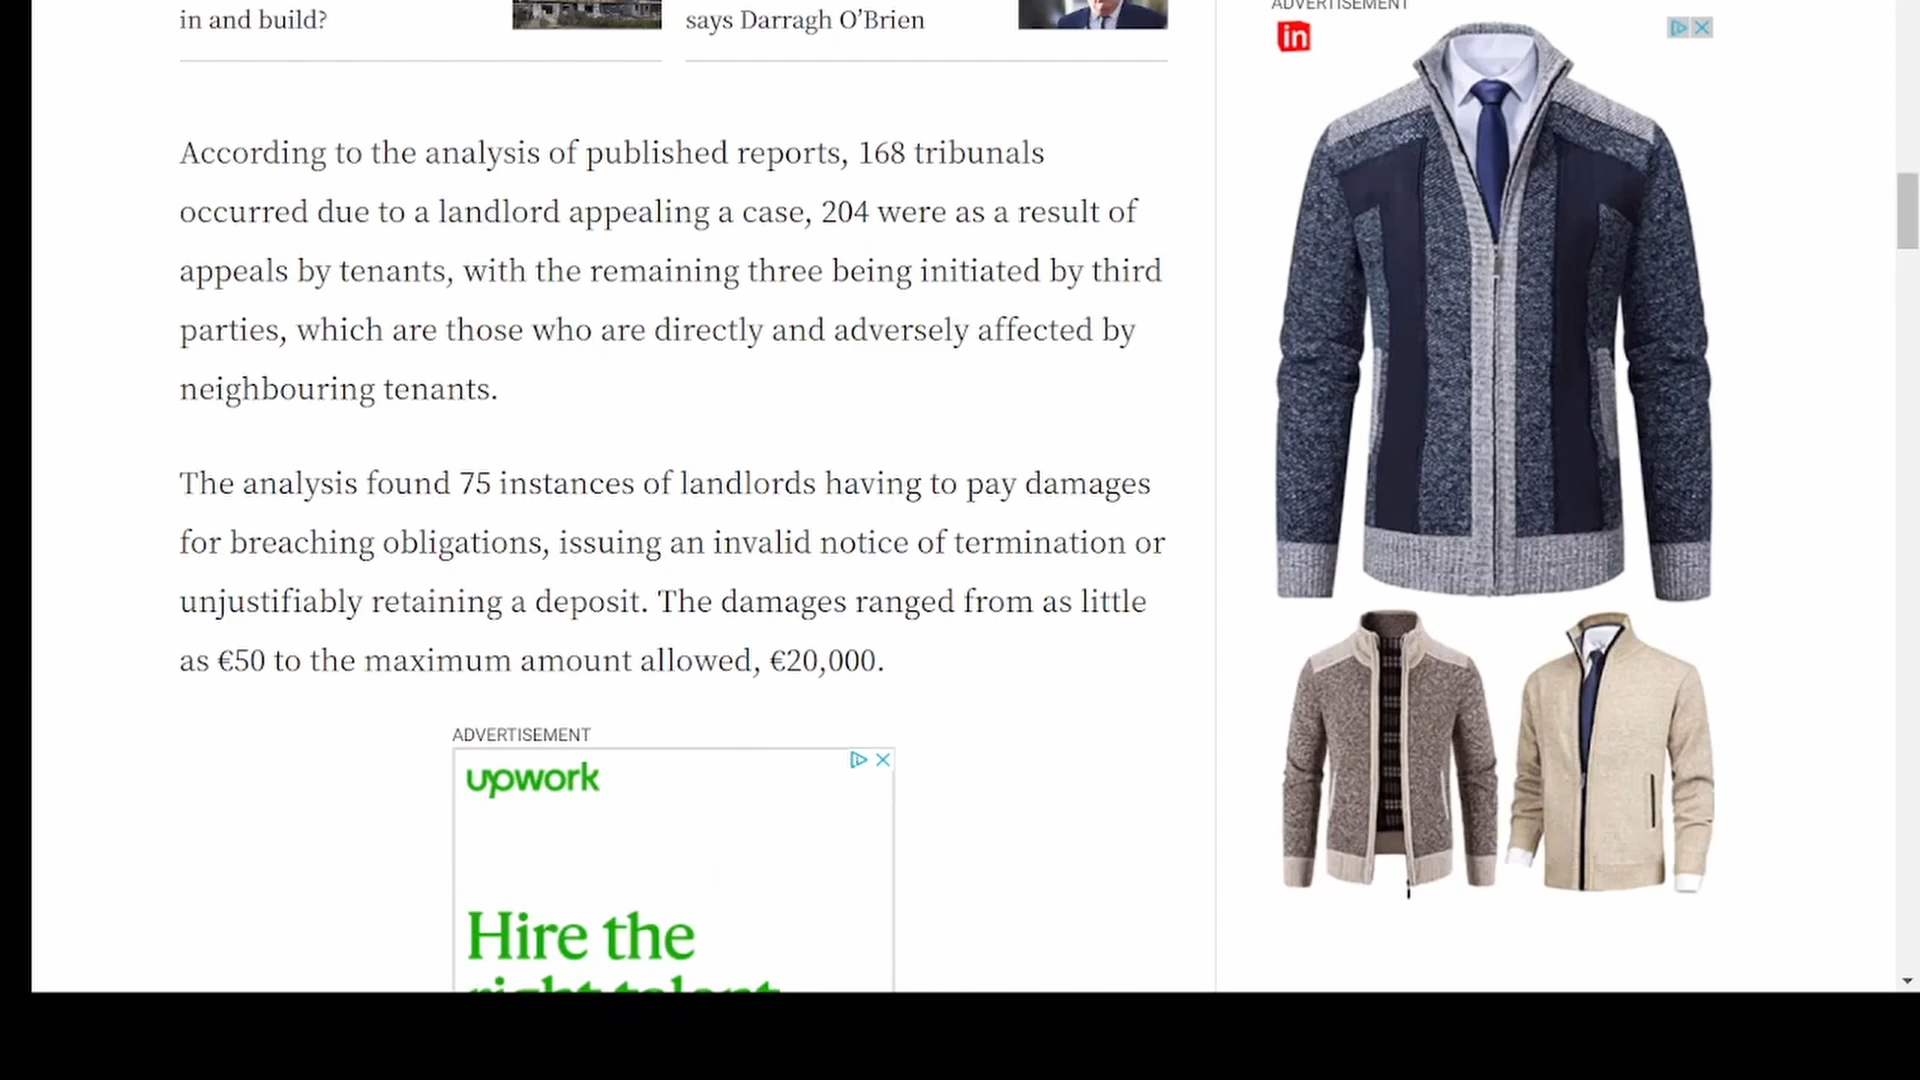 in and build?
says Darragh O'Brien
According to the analysis of published reports, 168 tribunals
occurred due to a landlord appealing a case, 204 were as a result of
appeals by tenants, with the remaining three being initiated by third
parties, which are those who are directly and adversely affected by
neighbouring tenants.
The analysis found 75 instances of landlords having to pay damages
for breaching obligations, issuing an invalid notice of termination or
unjustifiably retaining a deposit. The damages ranged from as little
as €50 to the maximum amount allowed, €20,000.
ADVERTISEMENT
upwork
Hire the
right talent
ADVERTISEMENT
in